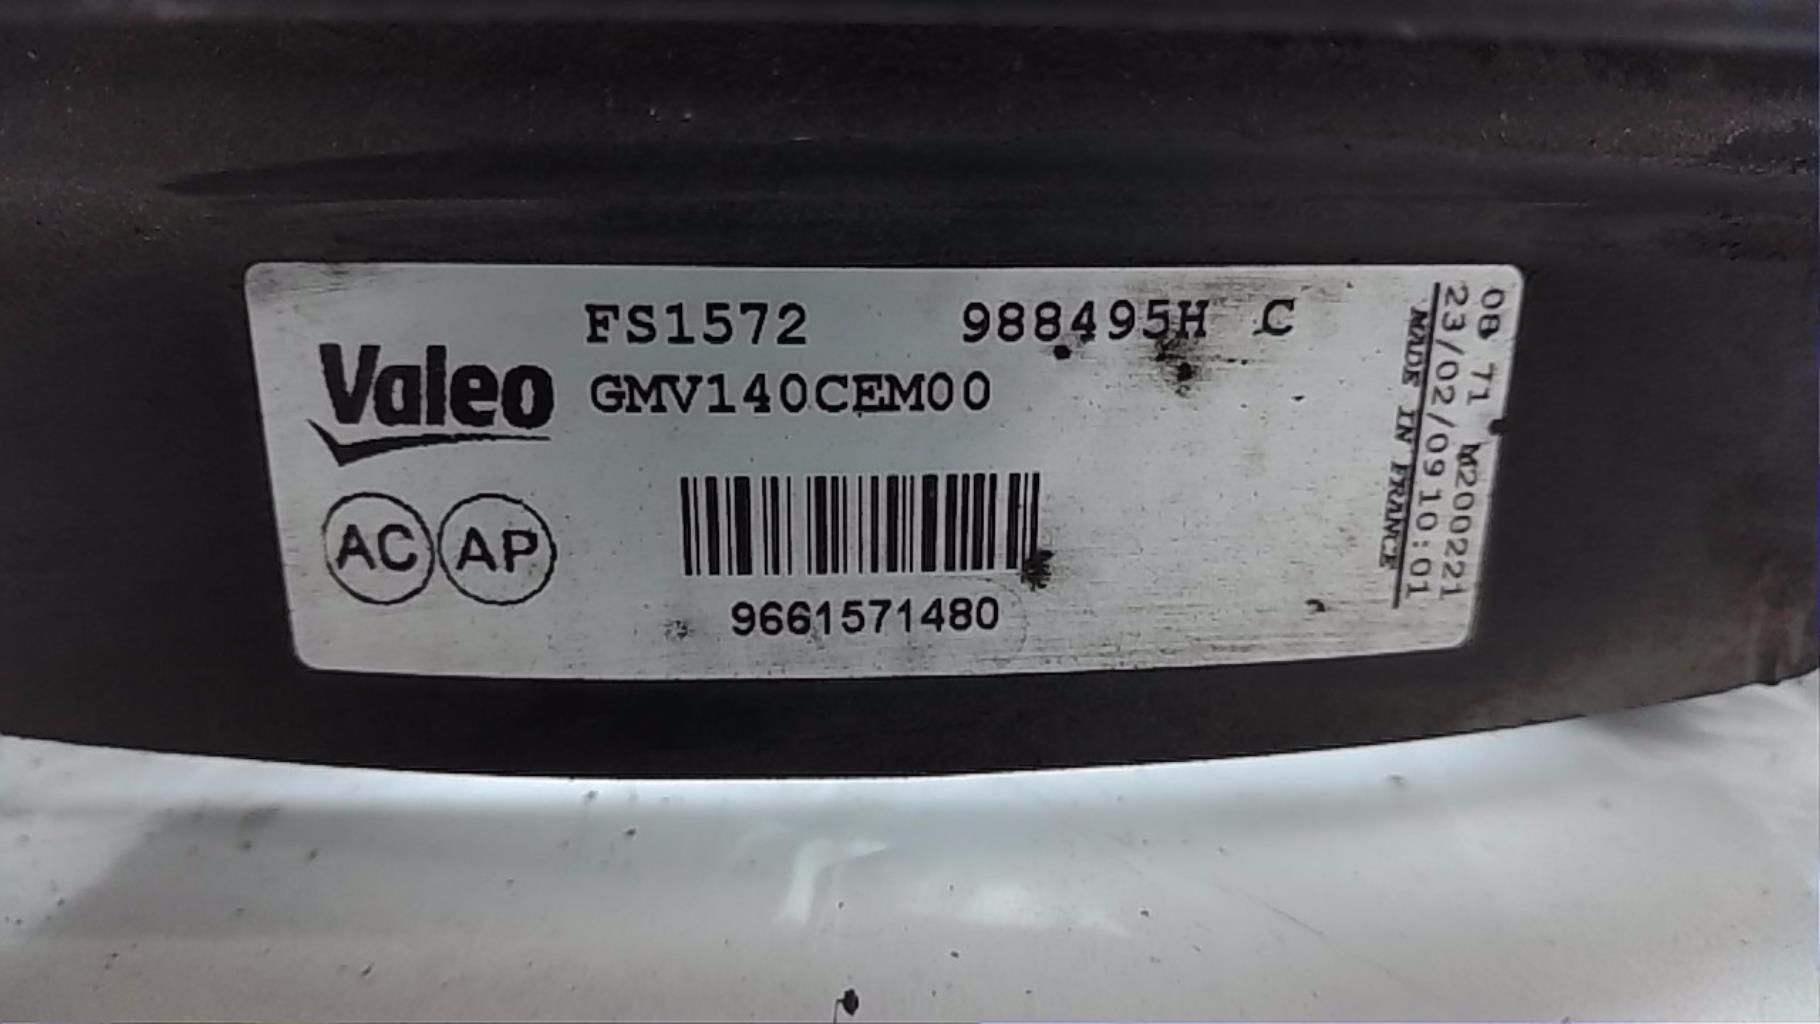 FS1572 988495H C
Valeo
GMV140CEM00
AC AP
9661571480
08 71 M200221
23/02/09 10:01
MADE IN FRANCE